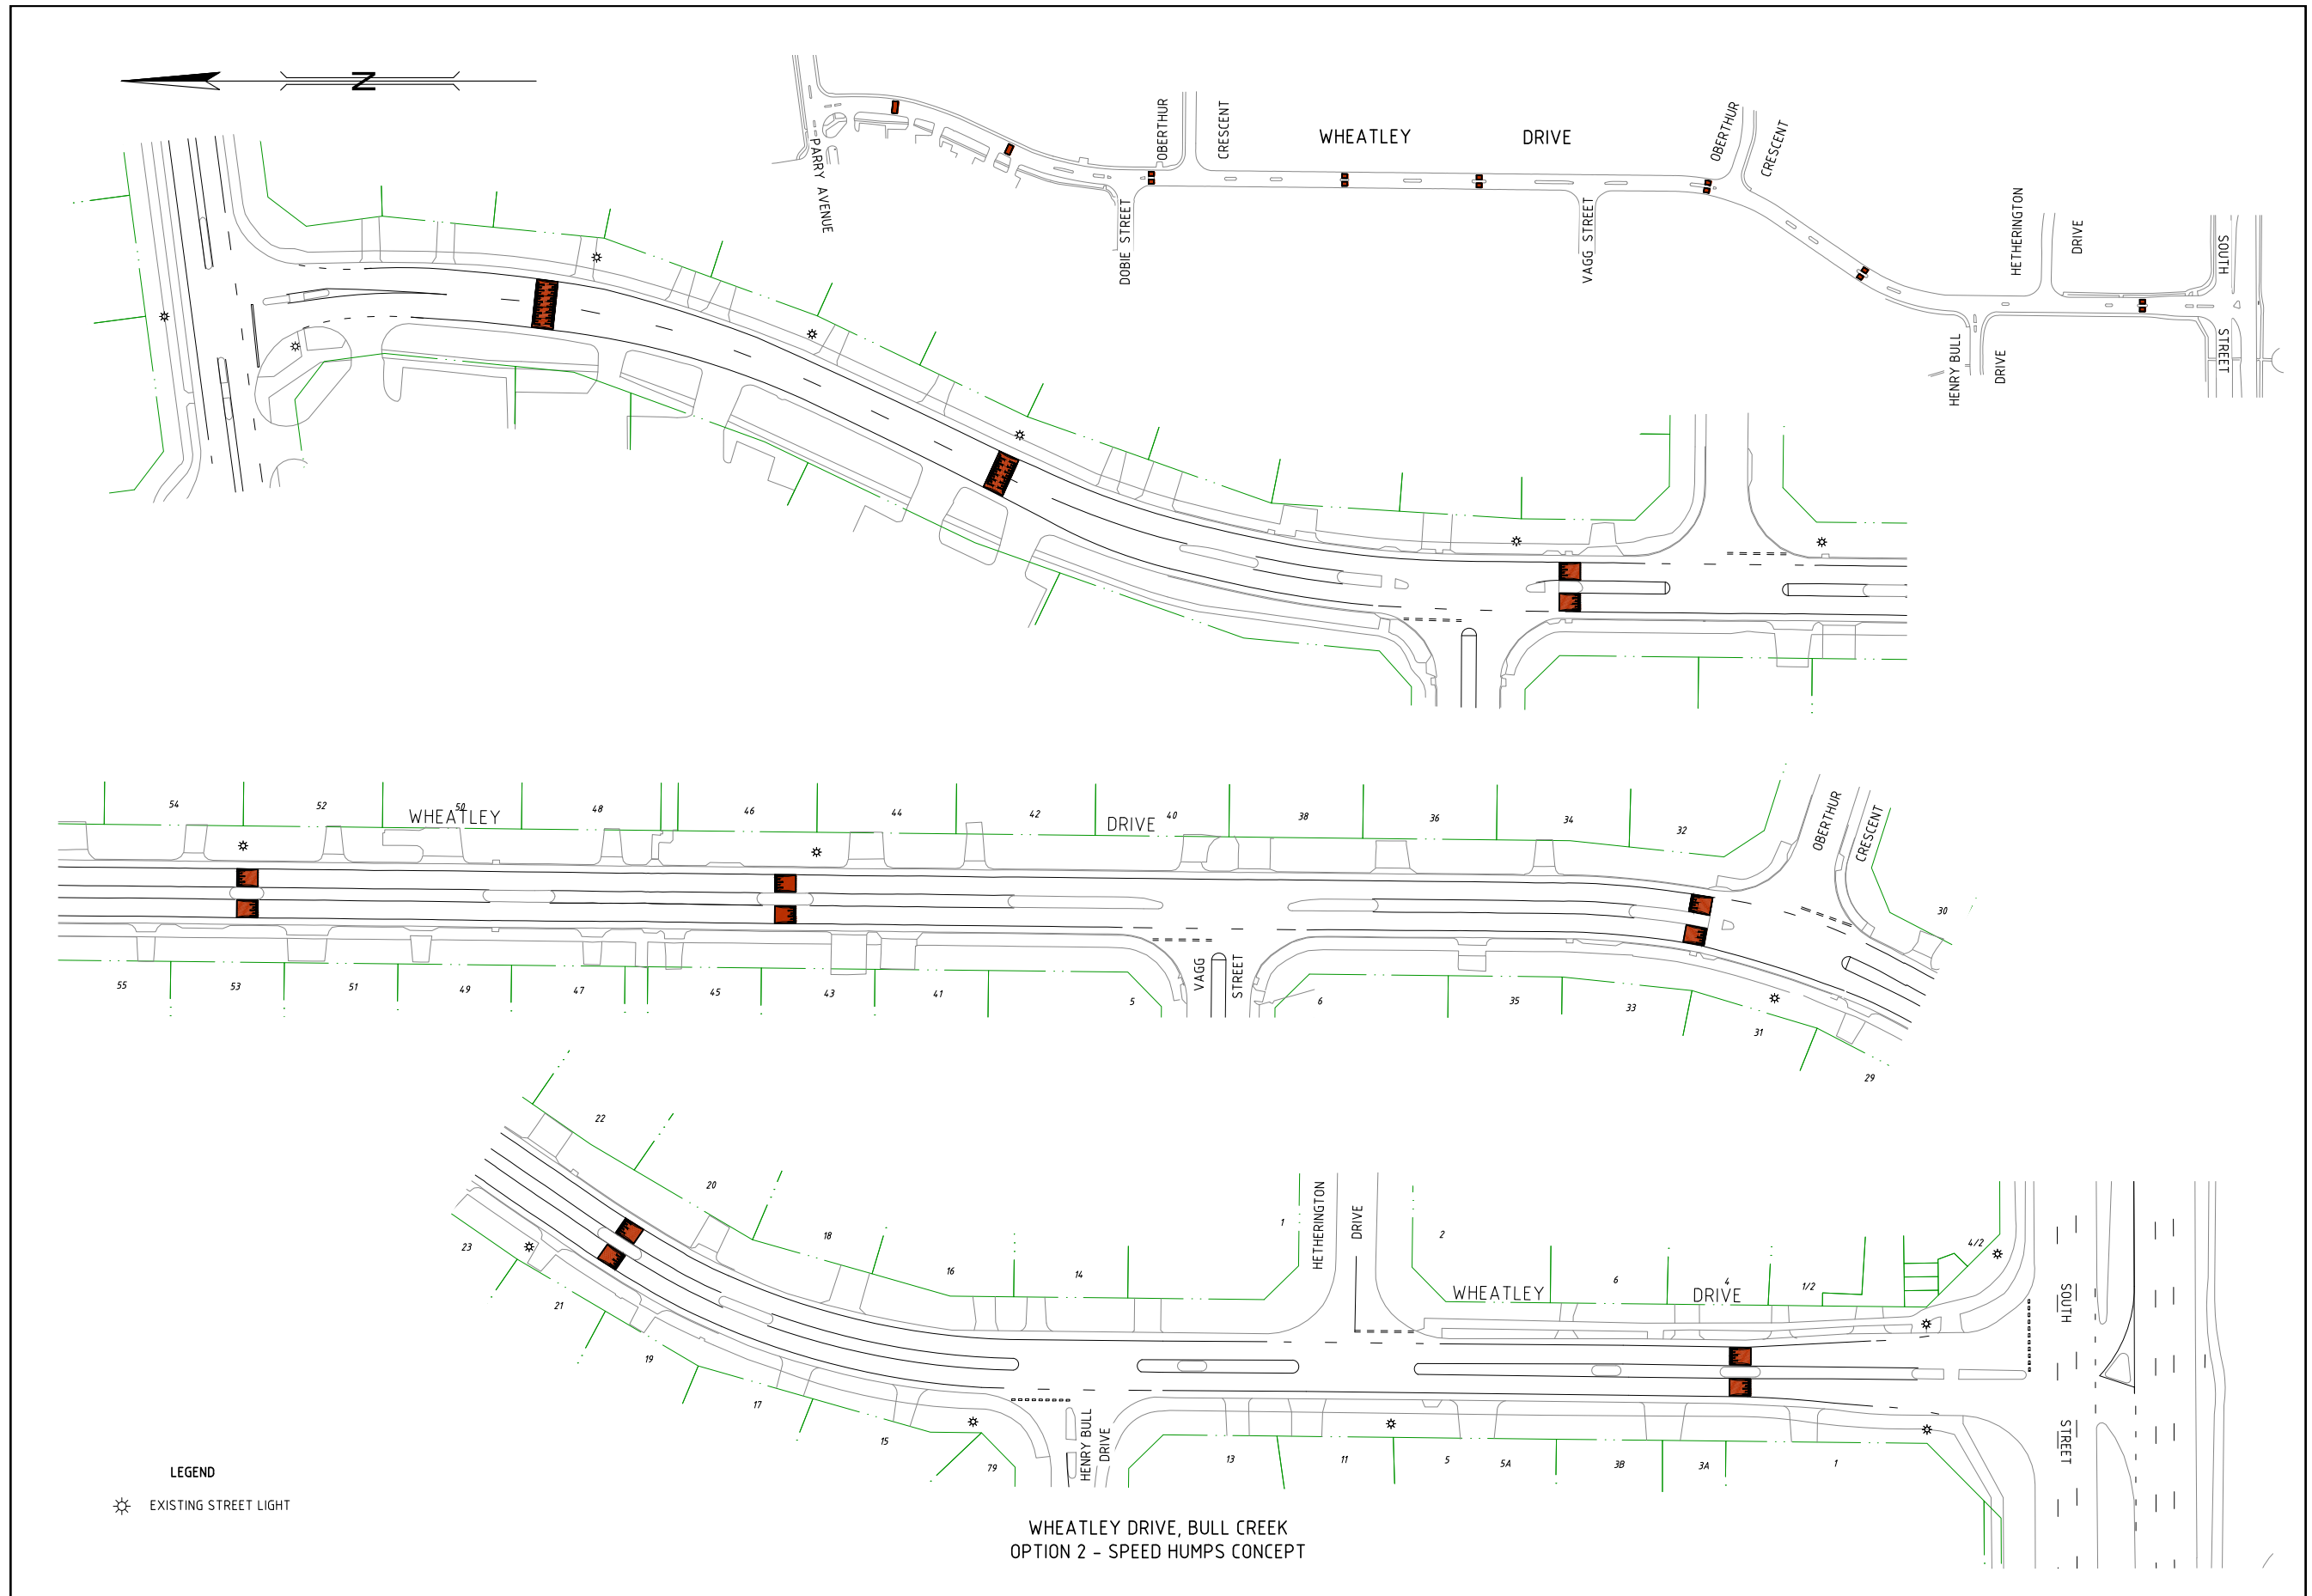 N
PARRY AVENUE
OBERTHUR
CRESCENT
WHEATLEY DRIVE
OBERTHUR
CRESCENT
DOBIE STREET
VAGG STREET
HETHERINGTON
DRIVE
SOUTH
STREET
HENRY BULL
DRIVE
54 52 50 48 46 44 42 40 38 36 34 32
WHEATLEY DRIVE
OBERTHUR
CRESCENT
30
55 53 51 49 47 45 43 41 5
VAGG
STREET
6 35 33 31 29
22
20
18
16
14
1
HETHERINGTON
DRIVE
2
6
4
1/2
4/2
WHEATLEY DRIVE
SOUTH
STREET
23
21
19
17
15
79
HENRY BULL
DRIVE
13 11 5 5A 3B 3A 1
LEGEND
EXISTING STREET LIGHT
WHEATLEY DRIVE, BULL CREEK
OPTION 2 - SPEED HUMPS CONCEPT